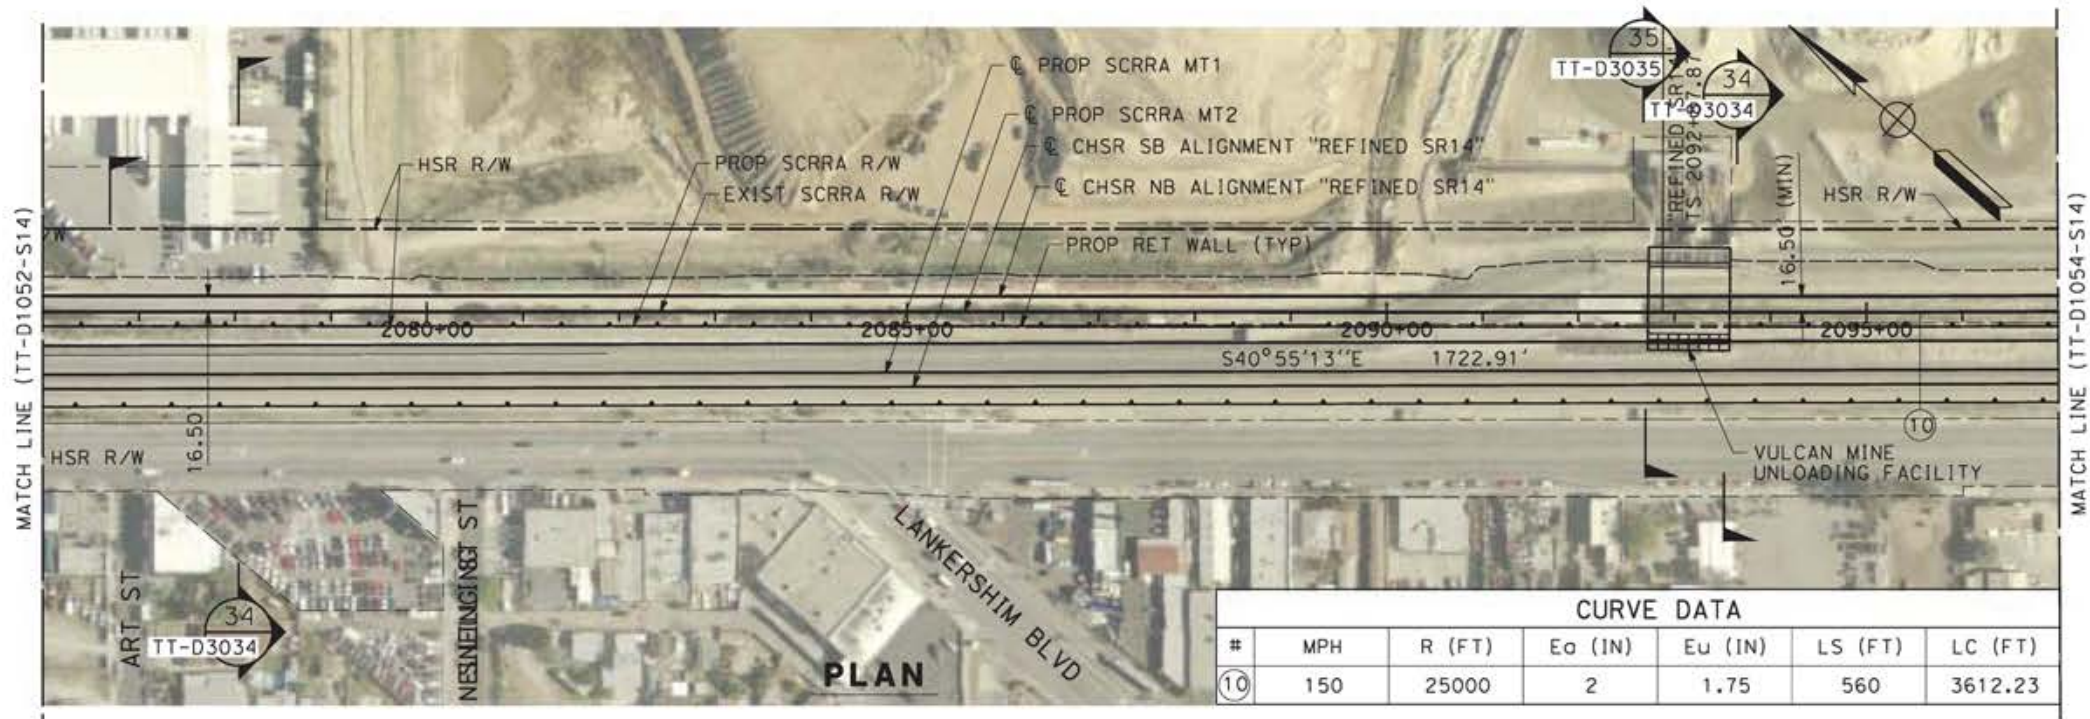 ℄ PROP SCRRA MT1
℄ PROP SCRRA MT2
℄ CHSR SB ALIGNMENT "REFINED SR14"
℄ CHSR NB ALIGNMENT "REFINED SR14"
PROP RET WALL (TYP)
HSR R/W
PROP SCRRA R/W
EXIST SCRRA R/W
35
TT-D3035
34
TT-D3034
16.50' (MIN)
HSR R/W
MATCH LINE (TT-D1052-S14)
MATCH LINE (TT-D1054-S14)
2080+00
2085+00
2090+00
2095+00
S40°55'13"E 1722.91'
16.50
HSR R/W
10
VULCAN MINE
UNLOADING FACILITY
ART ST
34
TT-D3034
LANKERSHIM BLVD
PLAN
CURVE DATA
# MPH R (FT) Ea (IN) Eu (IN) LS (FT) LC (FT)
10 150 25000 2 1.75 560 3612.23